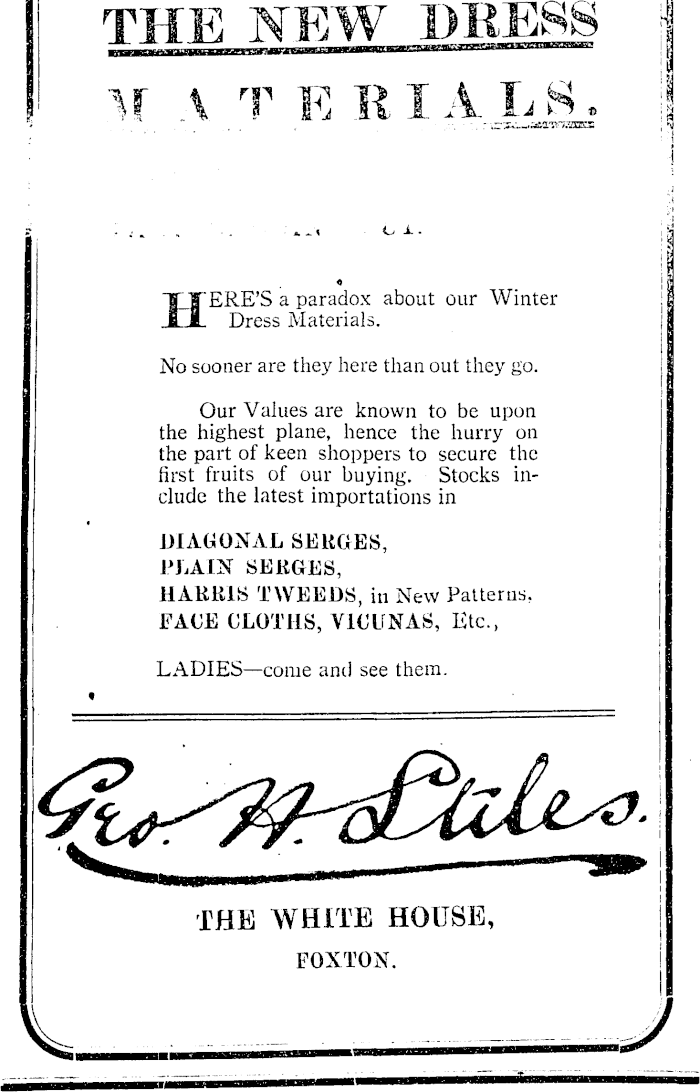 THE NEW DRESS
MATERIALS.
HERE'S a paradox about our Winter
Dress Materials.
No sooner are they here than out they go.
Our Values are known to be upon
the highest plane, hence the hurry on
the part of keen shoppers to secure the
first fruits of our buying. Stocks in-
clude the latest importations in
DIAGONAL SERGES,
PLAIN SERGES,
HARRIS TWEEDS, in New Patterns,
FACE CLOTHS, VICUNAS, Etc.,
LADIES—come and see them.
Geo. H. Stiles.
THE WHITE HOUSE,
FOXTON.